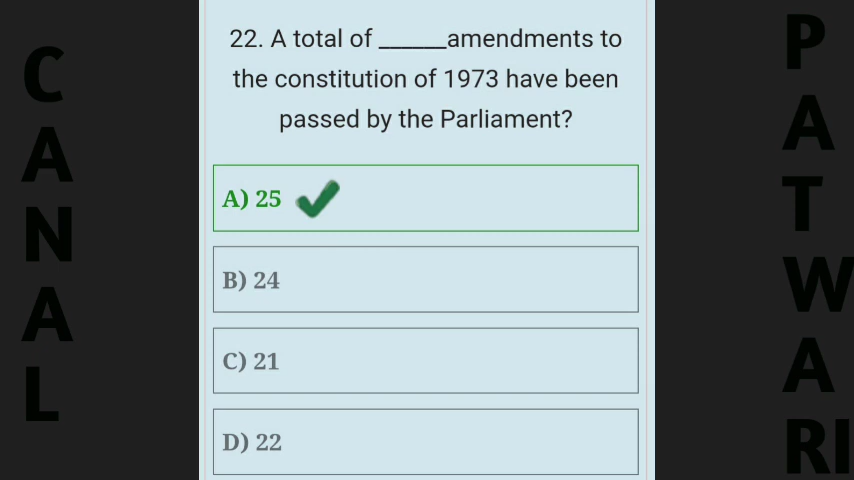 CANAL
22. A total of ______amendments to
the constitution of 1973 have been
passed by the Parliament?
A) 25
B) 24
C) 21
D) 22
PATWARI